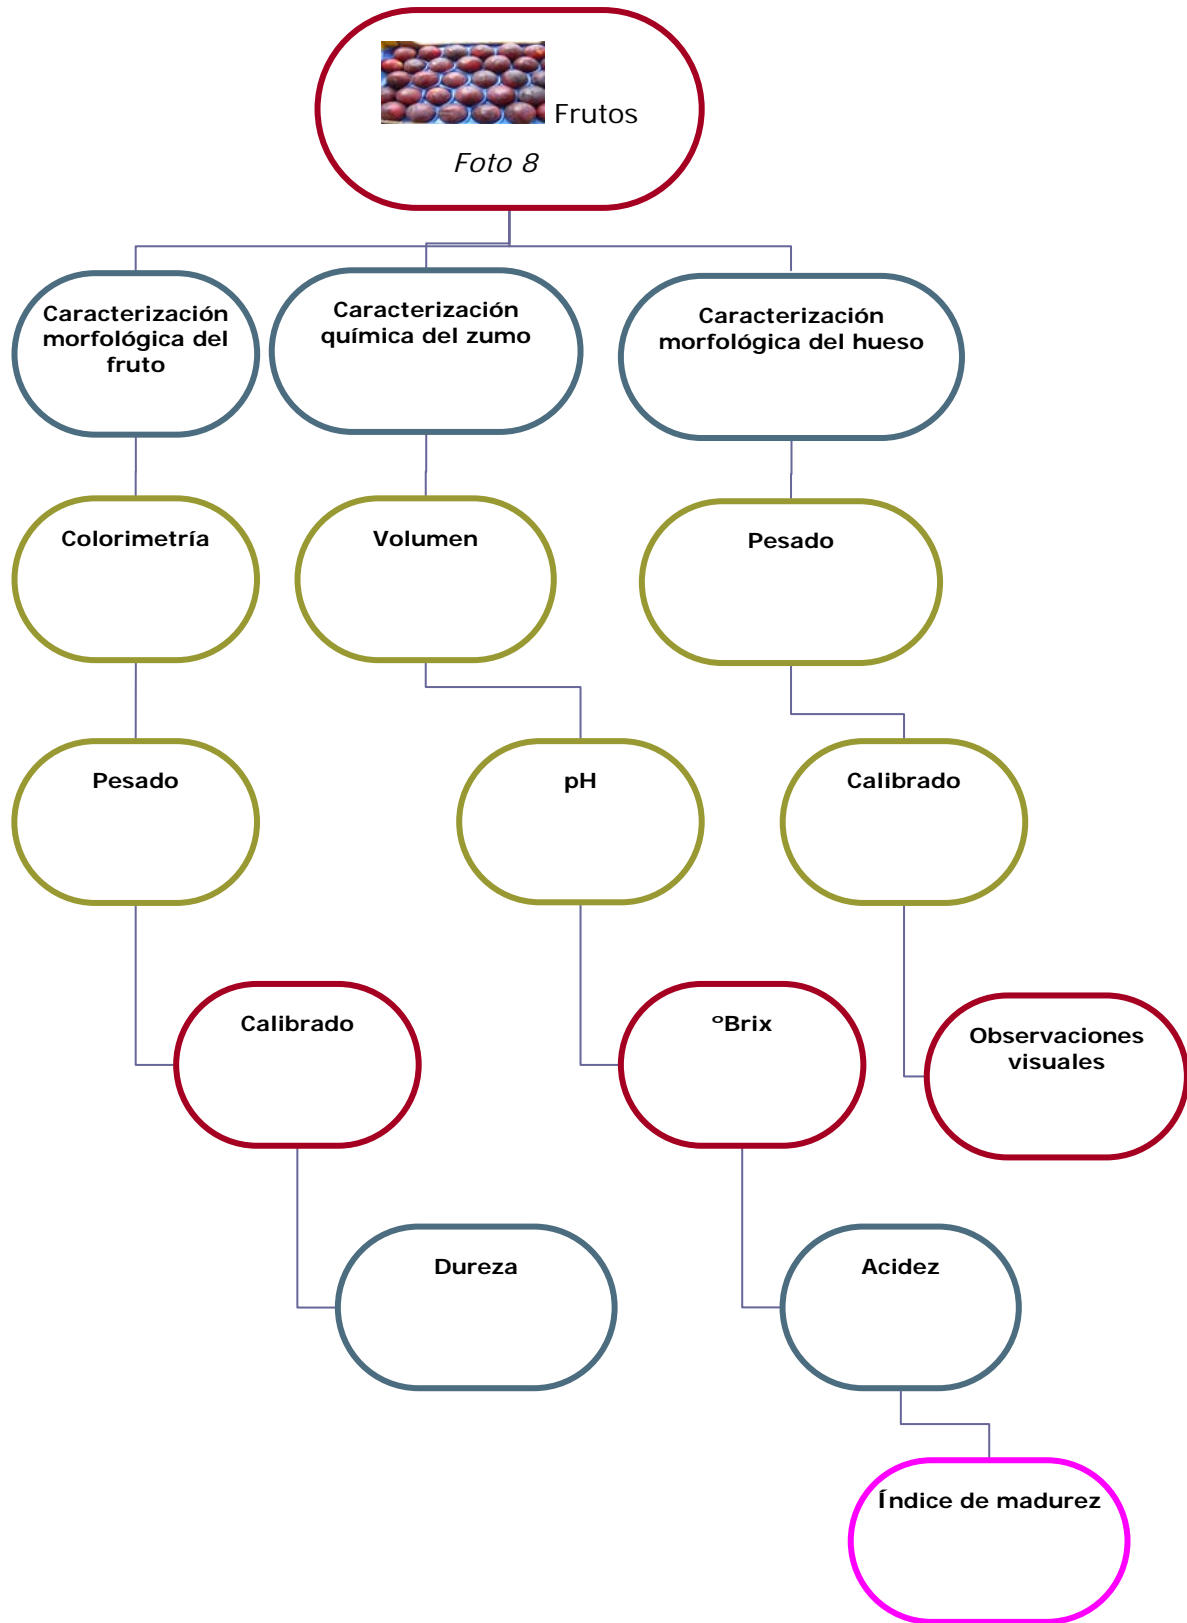 Frutos
Foto 8
Caracterización
morfológica del
fruto
Caracterización
química del zumo
Caracterización
morfológica del hueso
Colorimetría
Volumen
Pesado
Pesado
pH
Calibrado
Calibrado
ºBrix
Observaciones
visuales
Dureza
Acidez
Índice de madurez